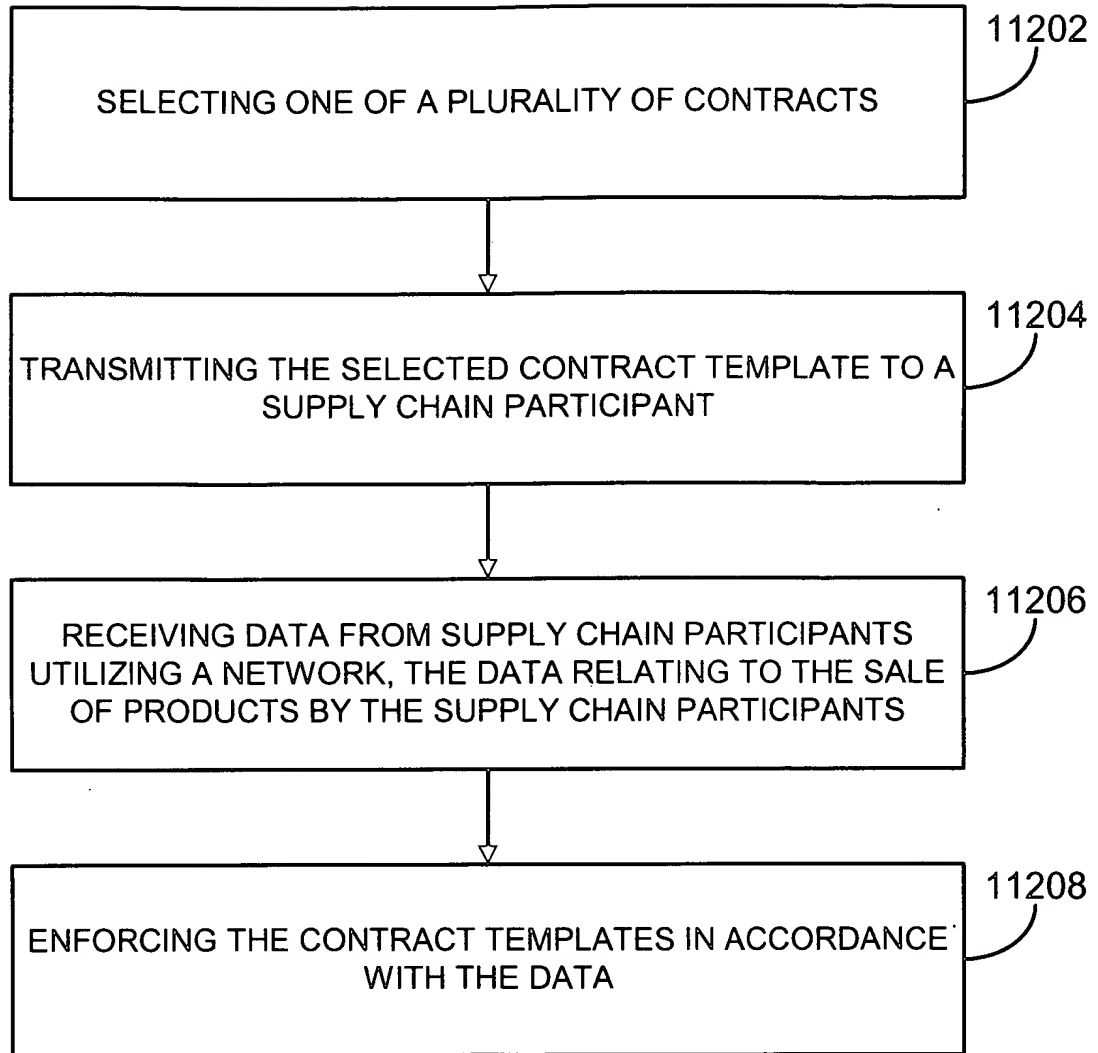 11202
SELECTING ONE OF A PLURALITY OF CONTRACTS
11204
TRANSMITTING THE SELECTED CONTRACT TEMPLATE TO A
SUPPLY CHAIN PARTICIPANT
11206
RECEIVING DATA FROM SUPPLY CHAIN PARTICIPANTS
UTILIZING A NETWORK, THE DATA RELATING TO THE SALE
OF PRODUCTS BY THE SUPPLY CHAIN PARTICIPANTS
11208
ENFORCING THE CONTRACT TEMPLATES IN ACCORDANCE
WITH THE DATA